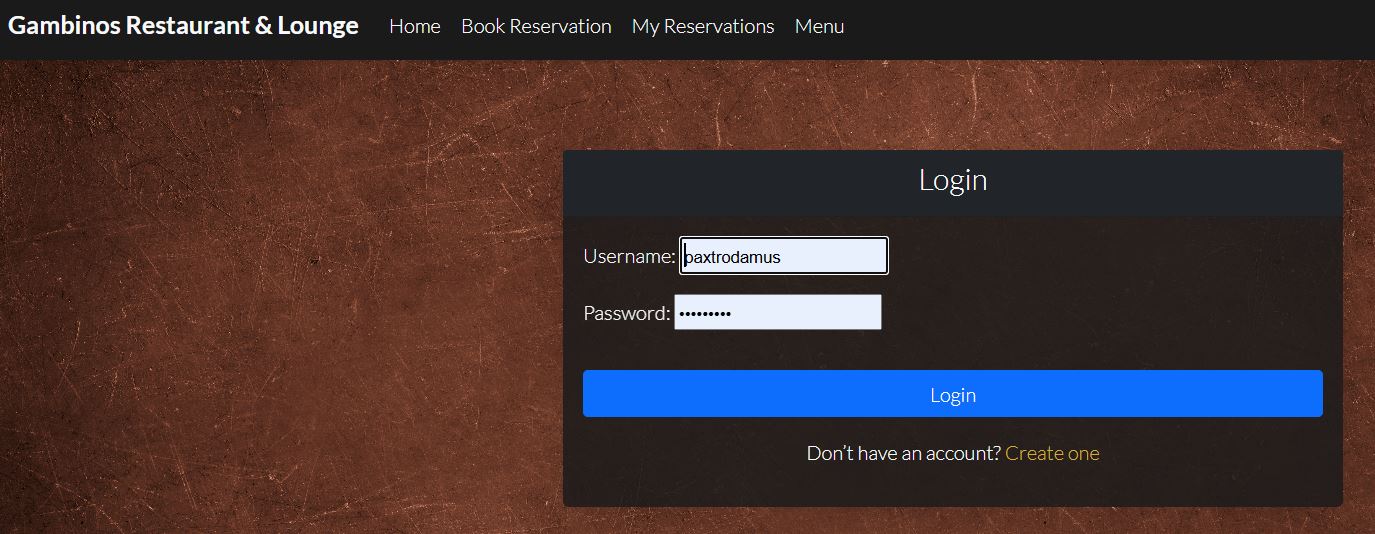 Gambinos Restaurant & Lounge Home Book Reservation My Reservations Menu
Login
Username: paxtrodamus
Password: •••••••••
Login
Don't have an account? Create one